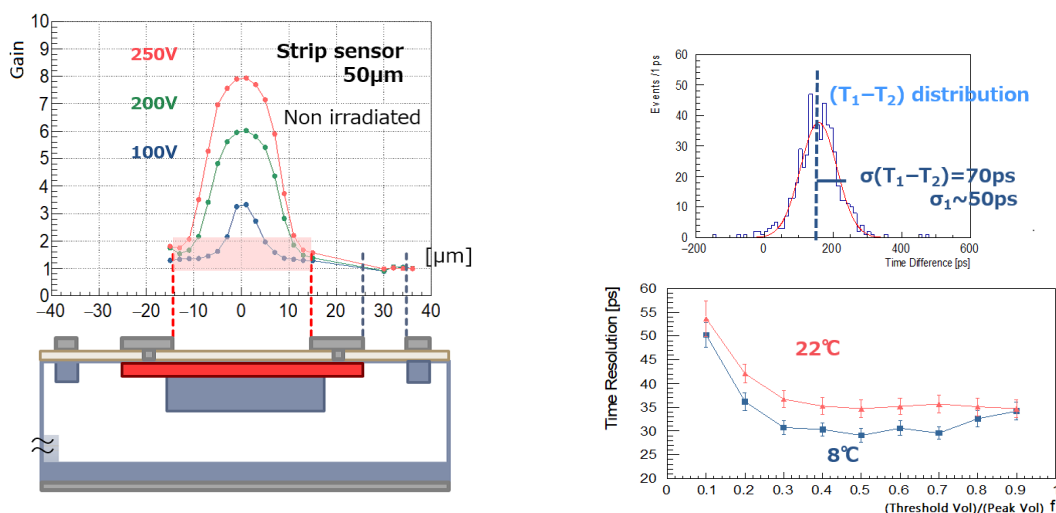 Gain
10
9
8
7
6
5
4
3
2
1
0
250V
200V
100V
Strip sensor
50μm
Non irradiated
[μm]
−40 −30 −20 −10 0 10 20 30 40
Events /1 ps
60
50
40
30
20
10
0
(T1−T2) distribution
σ(T1−T2)=70ps
σ1~50ps
−200 0 200 400 600
Time Difference [ps]
Time Resolution [ps]
60
55
50
45
40
35
30
25
20
22℃
8℃
0 0.1 0.2 0.3 0.4 0.5 0.6 0.7 0.8 0.9 1
(Threshold Vol)/(Peak Vol) f